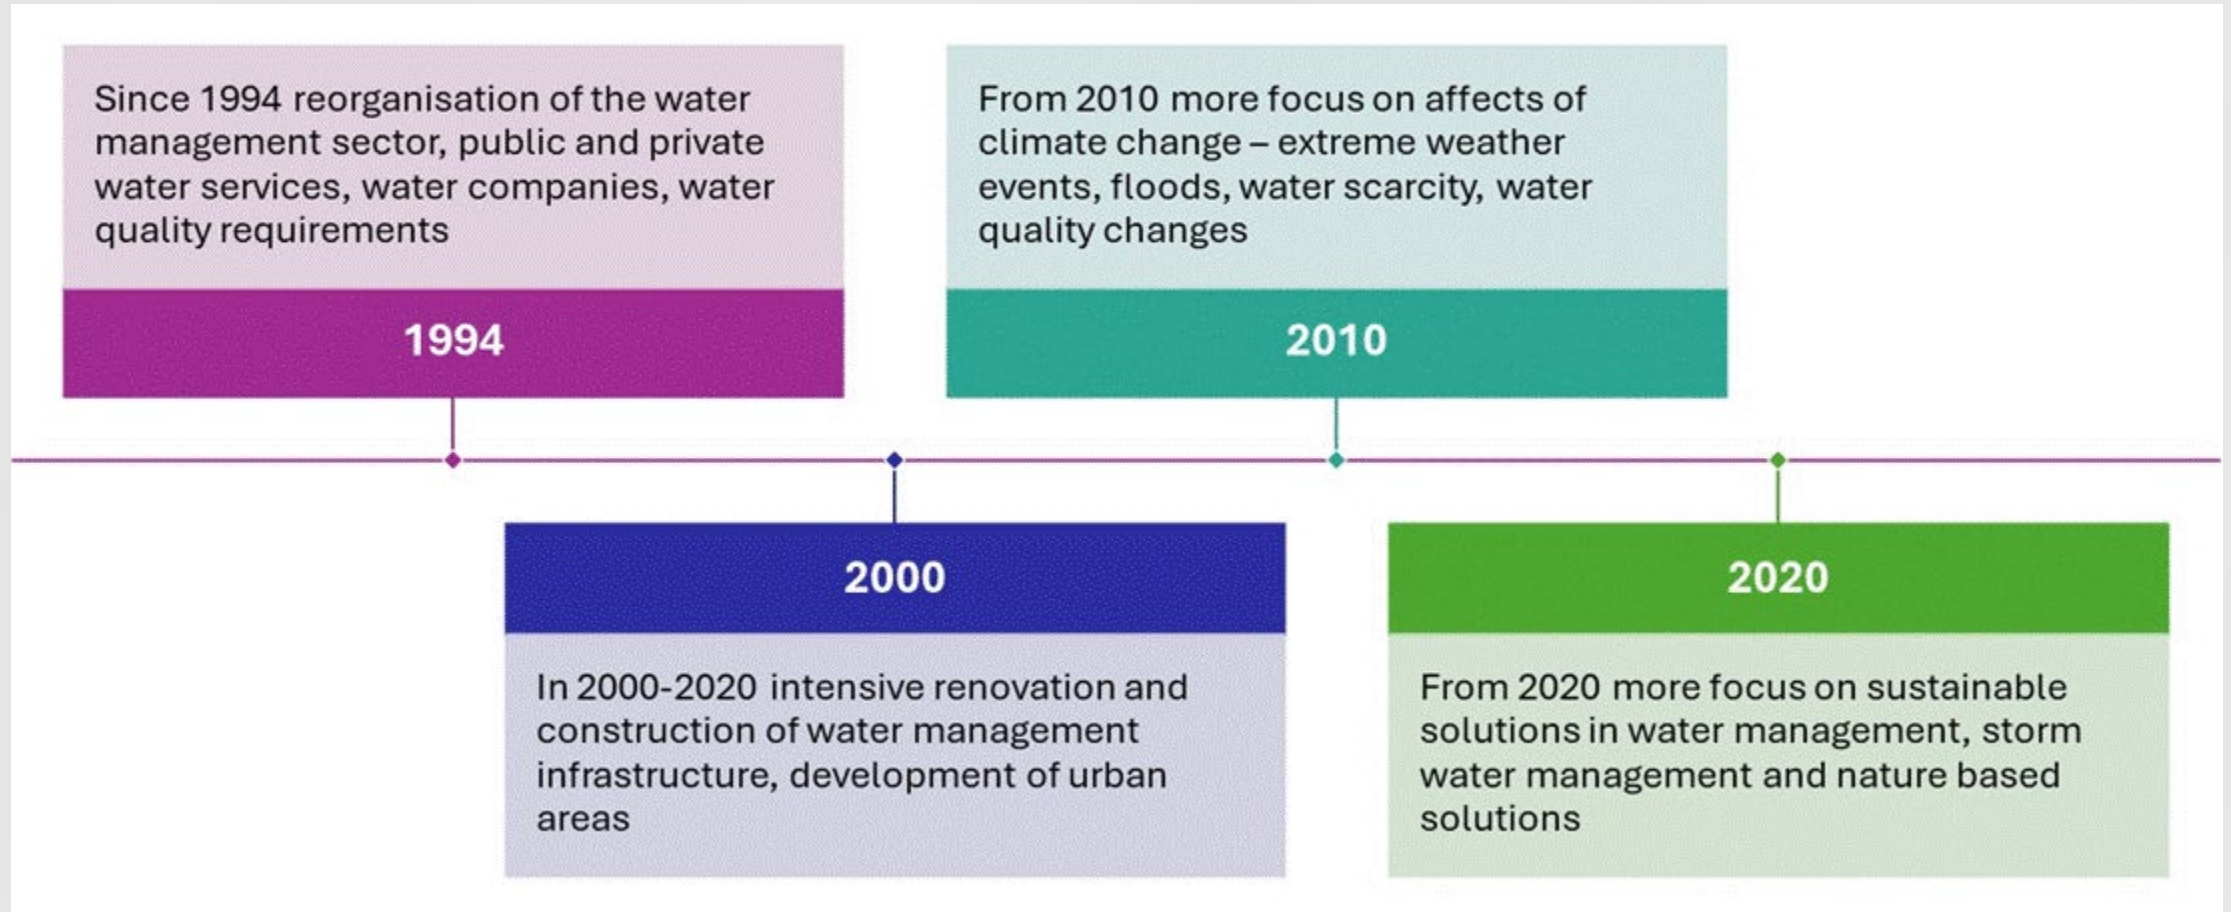 Since 1994 reorganisation of the water
management sector, public and private
water services, water companies, water
quality requirements
1994
In 2000-2020 intensive renovation and
construction of water management
infrastructure, development of urban
areas
2000
From 2010 more focus on affects of
climate change – extreme weather
events, floods, water scarcity, water
quality changes
2010
2020
From 2020 more focus on sustainable
solutions in water management, storm
water management and nature based
solutions